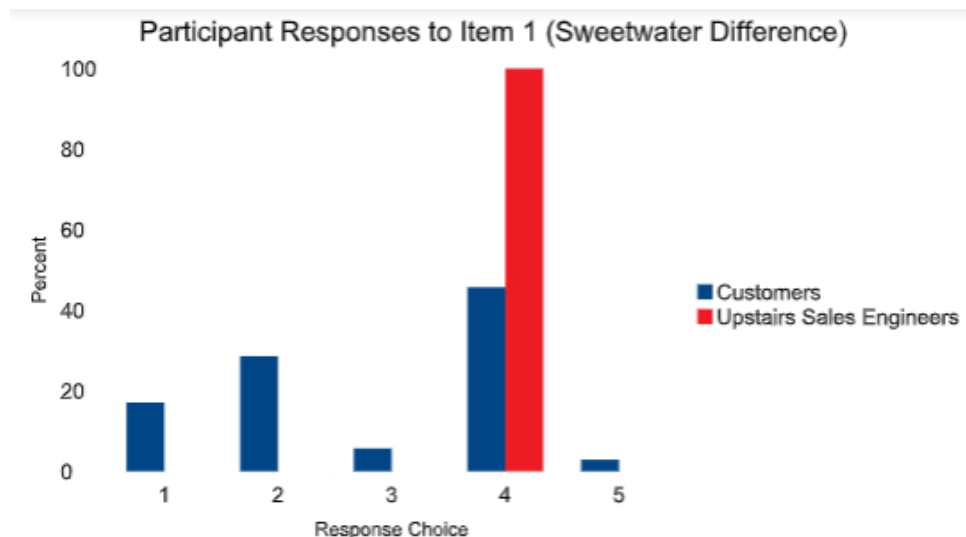 Participant Responses to Item 1 (Sweetwater Difference)
100
80
60
40
20
0
Percent
1 2 3 4 5
Response Choice
Customers
Upstairs Sales Engineers